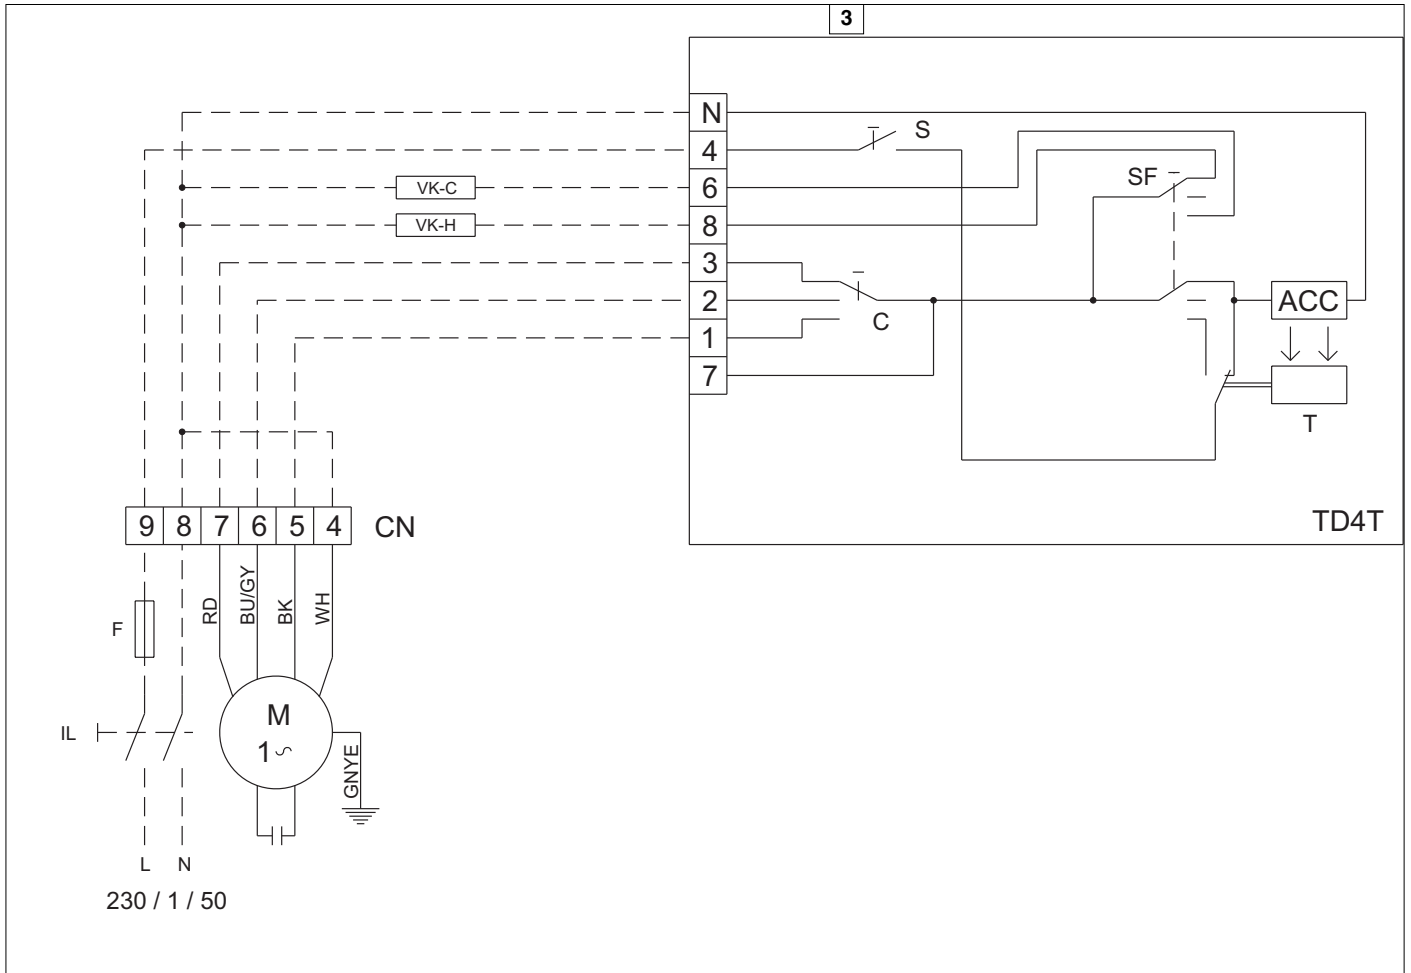 3
N
4 S
6 VK-C SF
8 VK-H
3
2 ACC
1 C
7
T
TD4T
9 8 7 6 5 4 CN
F RD BU/GY BK WH
M
1~
IL
GNYE
L N
230 / 1 / 50